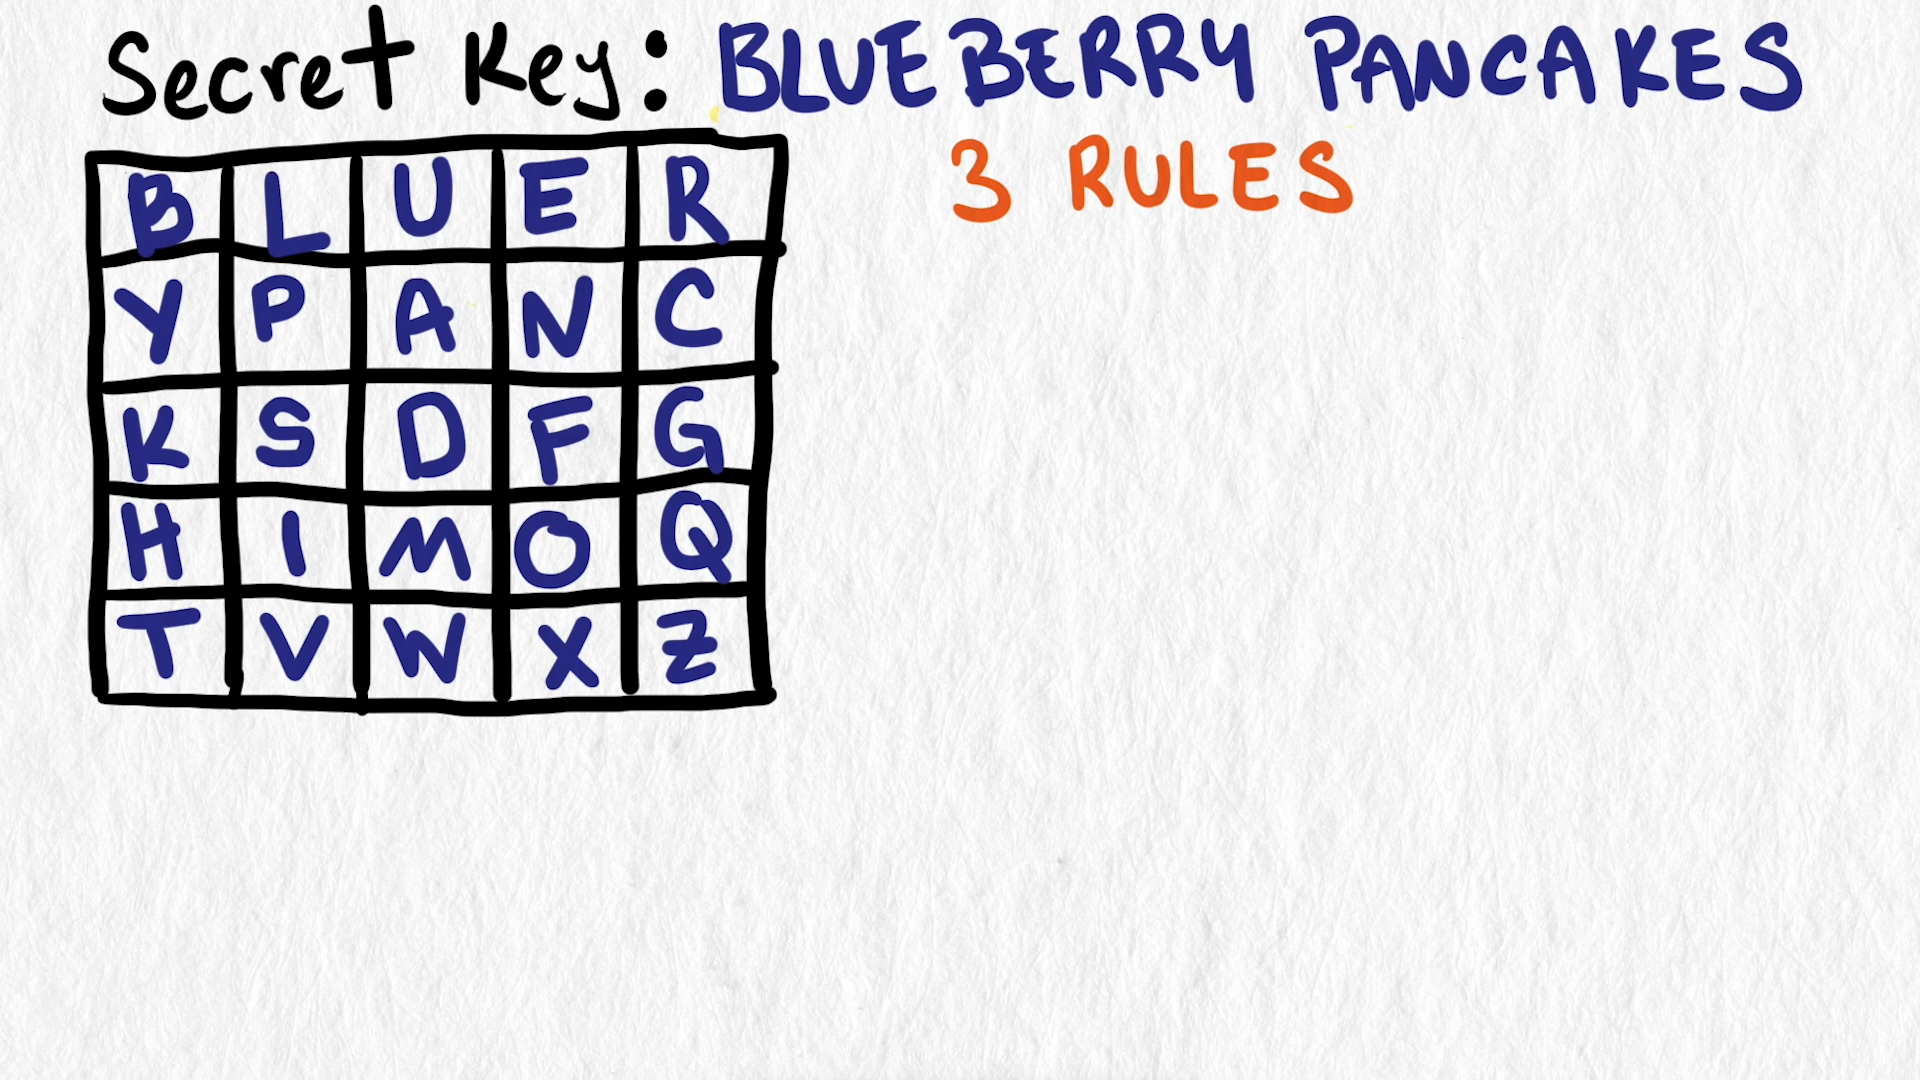 Secret Key: BLUEBERRY PANCAKES
3 RULES
B L U E R
Y P A N C
K S D F G
H I M O Q
T V W X Z